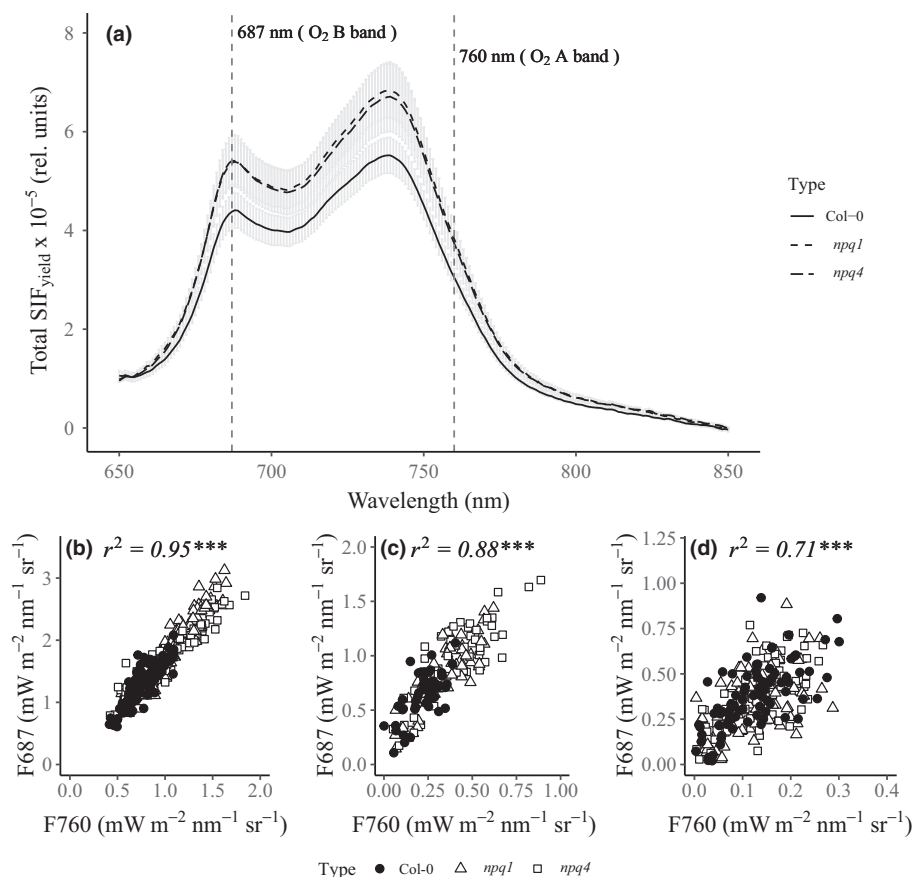 (a)
687 nm ( O₂ B band )
760 nm ( O₂ A band )
8
6
4
2
0
Total SIFyield x 10⁻⁵ (rel. units)
650
700
750
800
850
Wavelength (nm)
Type
Col−0
npq1
npq4
(b) r² = 0.95***
3
2
1
0
F687 (mW m⁻² nm⁻¹ sr⁻¹)
0.0
0.5
1.0
1.5
2.0
F760 (mW m⁻² nm⁻¹ sr⁻¹)
(c) r² = 0.88***
2.0
1.5
1.0
0.5
0.0
F687 (mW m⁻² nm⁻¹ sr⁻¹)
0.00
0.25
0.50
0.75
1.00
F760 (mW m⁻² nm⁻¹ sr⁻¹)
(d) r² = 0.71***
1.25
1.00
0.75
0.50
0.25
0.00
F687 (mW m⁻² nm⁻¹ sr⁻¹)
0.0
0.1
0.2
0.3
0.4
F760 (mW m⁻² nm⁻¹ sr⁻¹)
Type Col-0 npq1 npq4